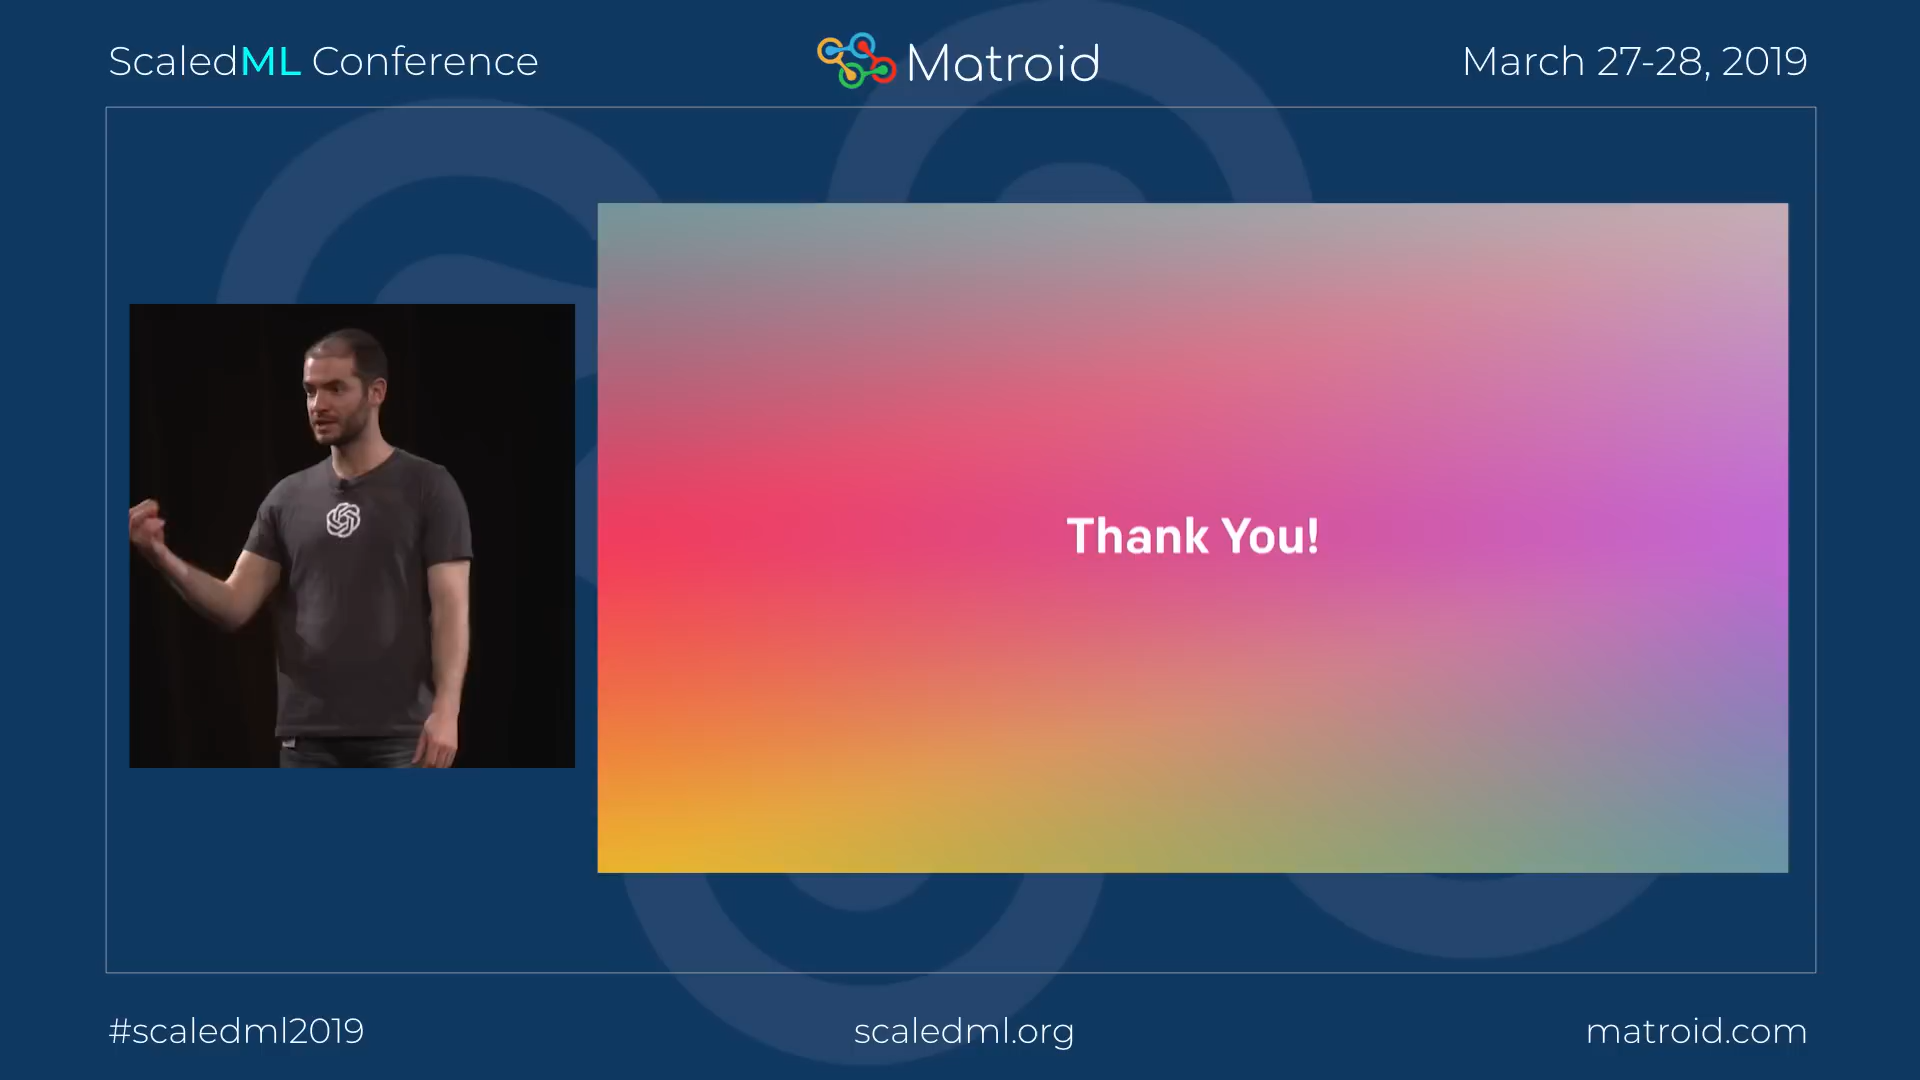 ScaledML Conference
Matroid
March 27-28, 2019
Thank You!
#scaledml2019
scaledml.org
matroid.com